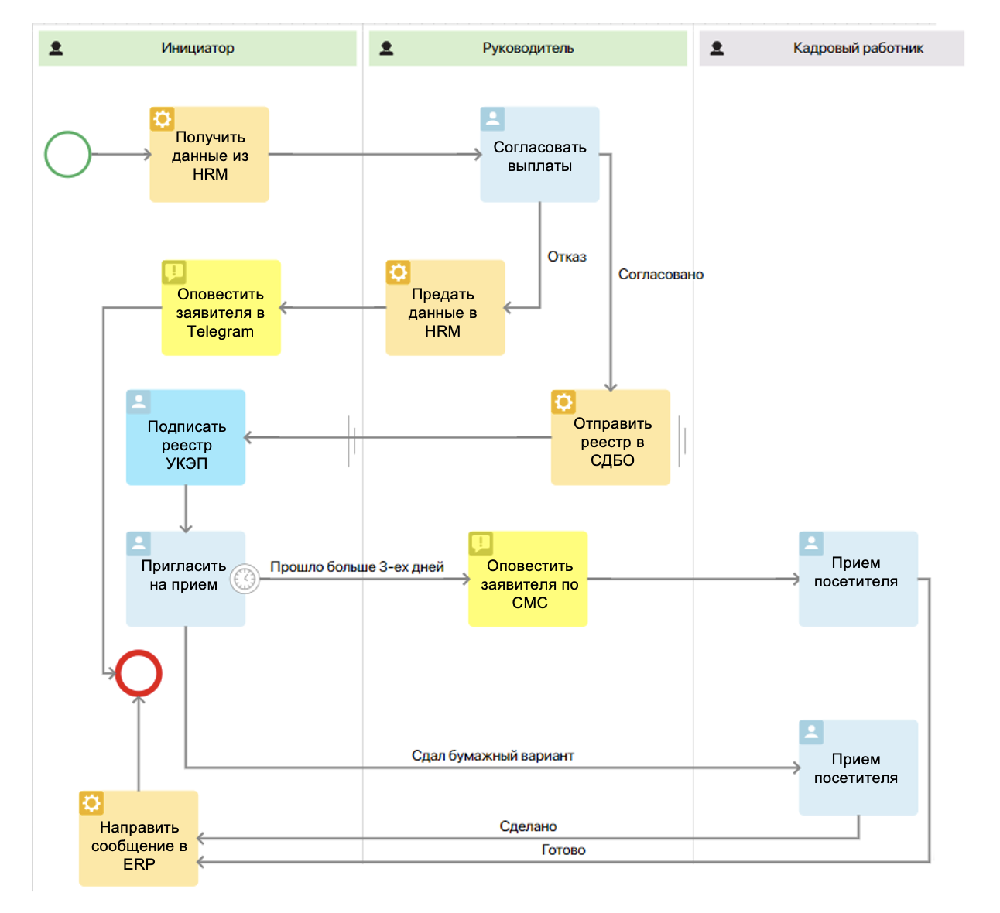 Инициатор
Руководитель
Кадровый работник
Получить
данные из
HRM
Согласовать
выплаты
Отказ
Согласовано
Оповестить
заявителя в
Telegram
Предать
данные в
HRM
Подписать
реестр
УКЭП
Отправить
реестр в
СДБО
Пригласить
на прием
Прошло больше 3-ех дней
Оповестить
заявителя по
СМС
Прием
посетителя
Сдал бумажный вариант
Прием
посетителя
Направить
сообщение в
ERP
Сделано
Готово